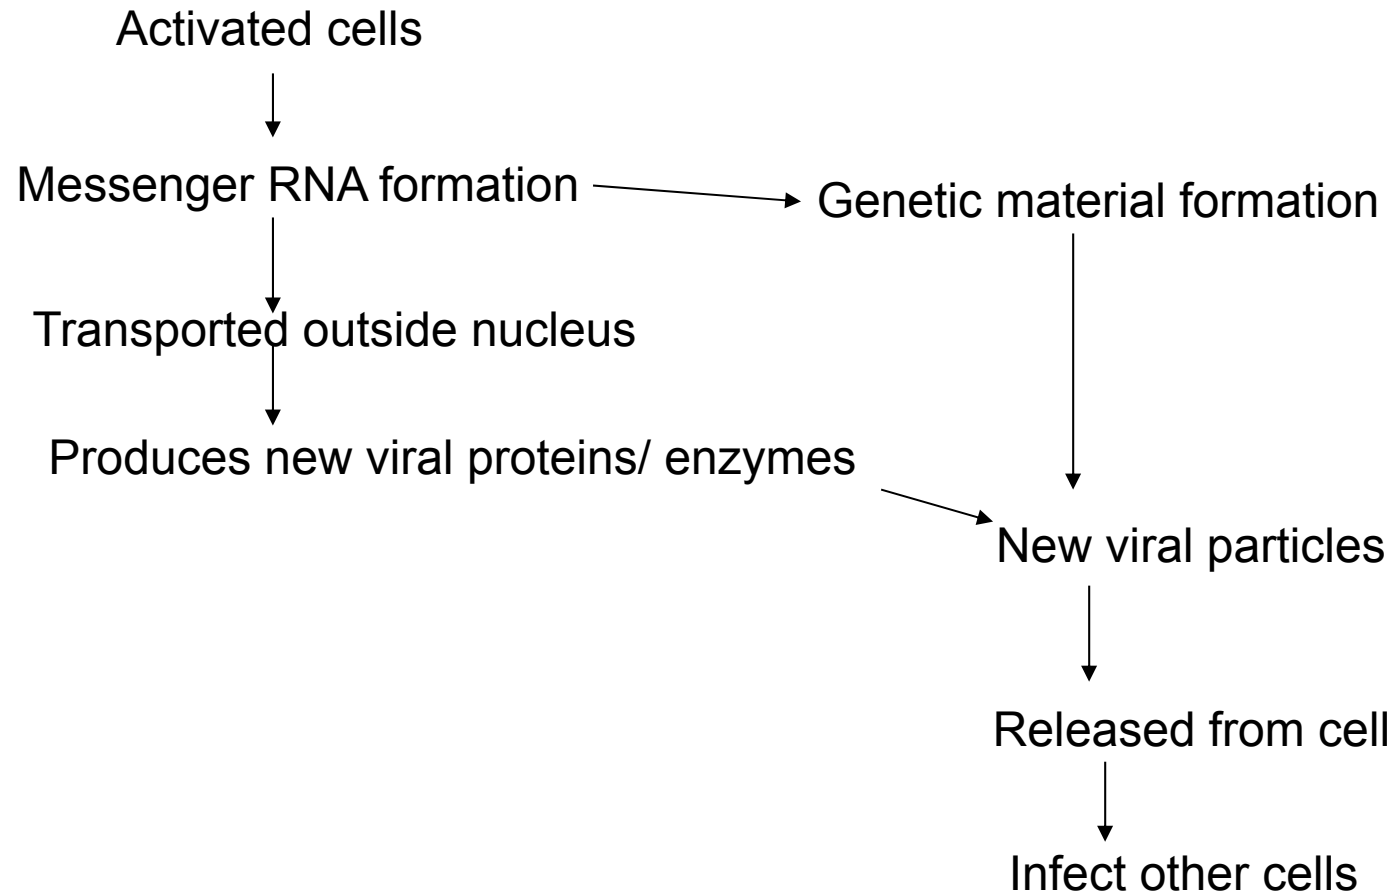 Activated cells
Messenger RNA formation
Genetic material formation
Transported outside nucleus
Produces new viral proteins/ enzymes
New viral particles
Released from cell
Infect other cells